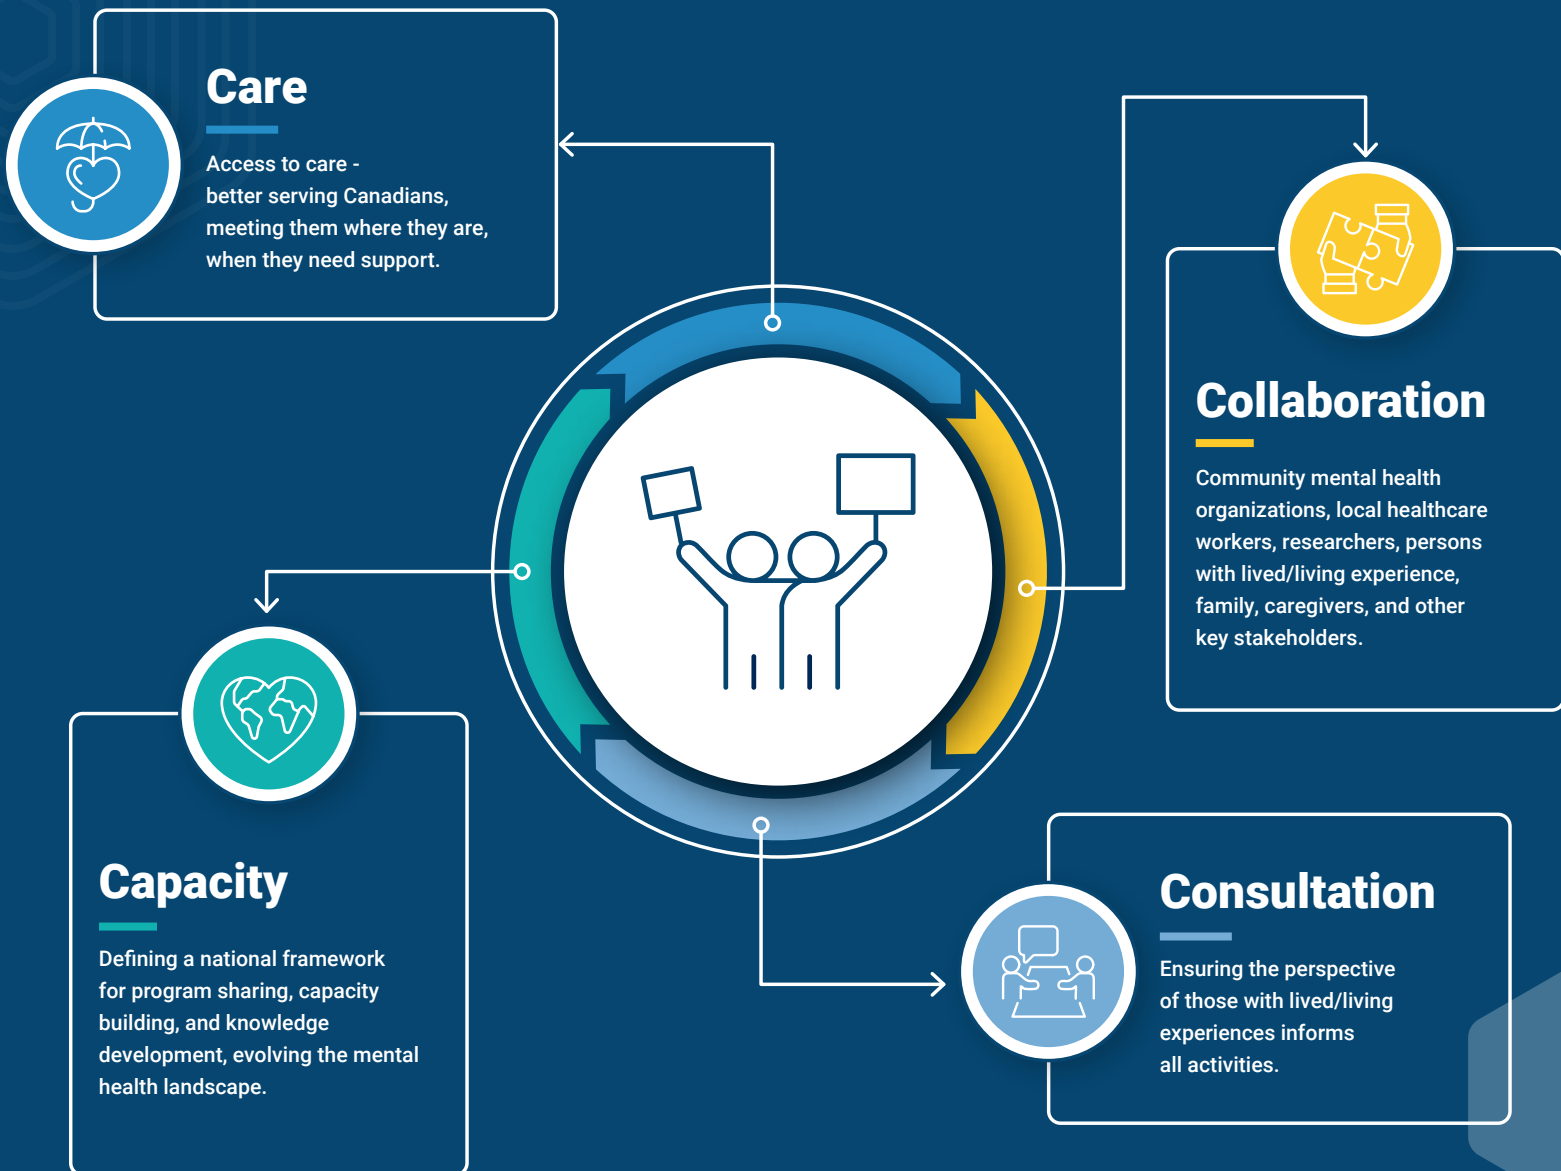 Care
Access to care -
better serving Canadians,
meeting them where they are,
when they need support.
Collaboration
Community mental health
organizations, local healthcare
workers, researchers, persons
with lived/living experience,
family, caregivers, and other
key stakeholders.
Capacity
Defining a national framework
for program sharing, capacity
building, and knowledge
development, evolving the mental
health landscape.
Consultation
Ensuring the perspective
of those with lived/living
experiences informs
all activities.